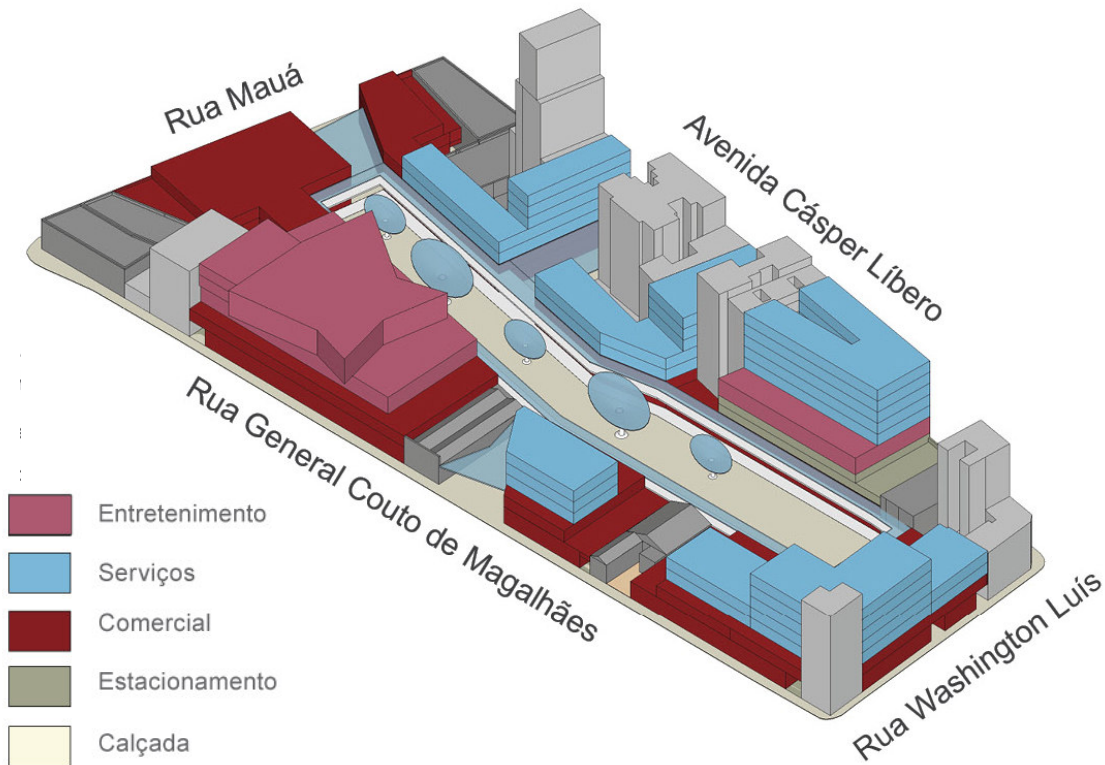 Rua Mauá
Avenida Cásper Líbero
Rua General Couto de Magalhães
Rua Washington Luís
Entretenimento
Serviços
Comercial
Estacionamento
Calçada